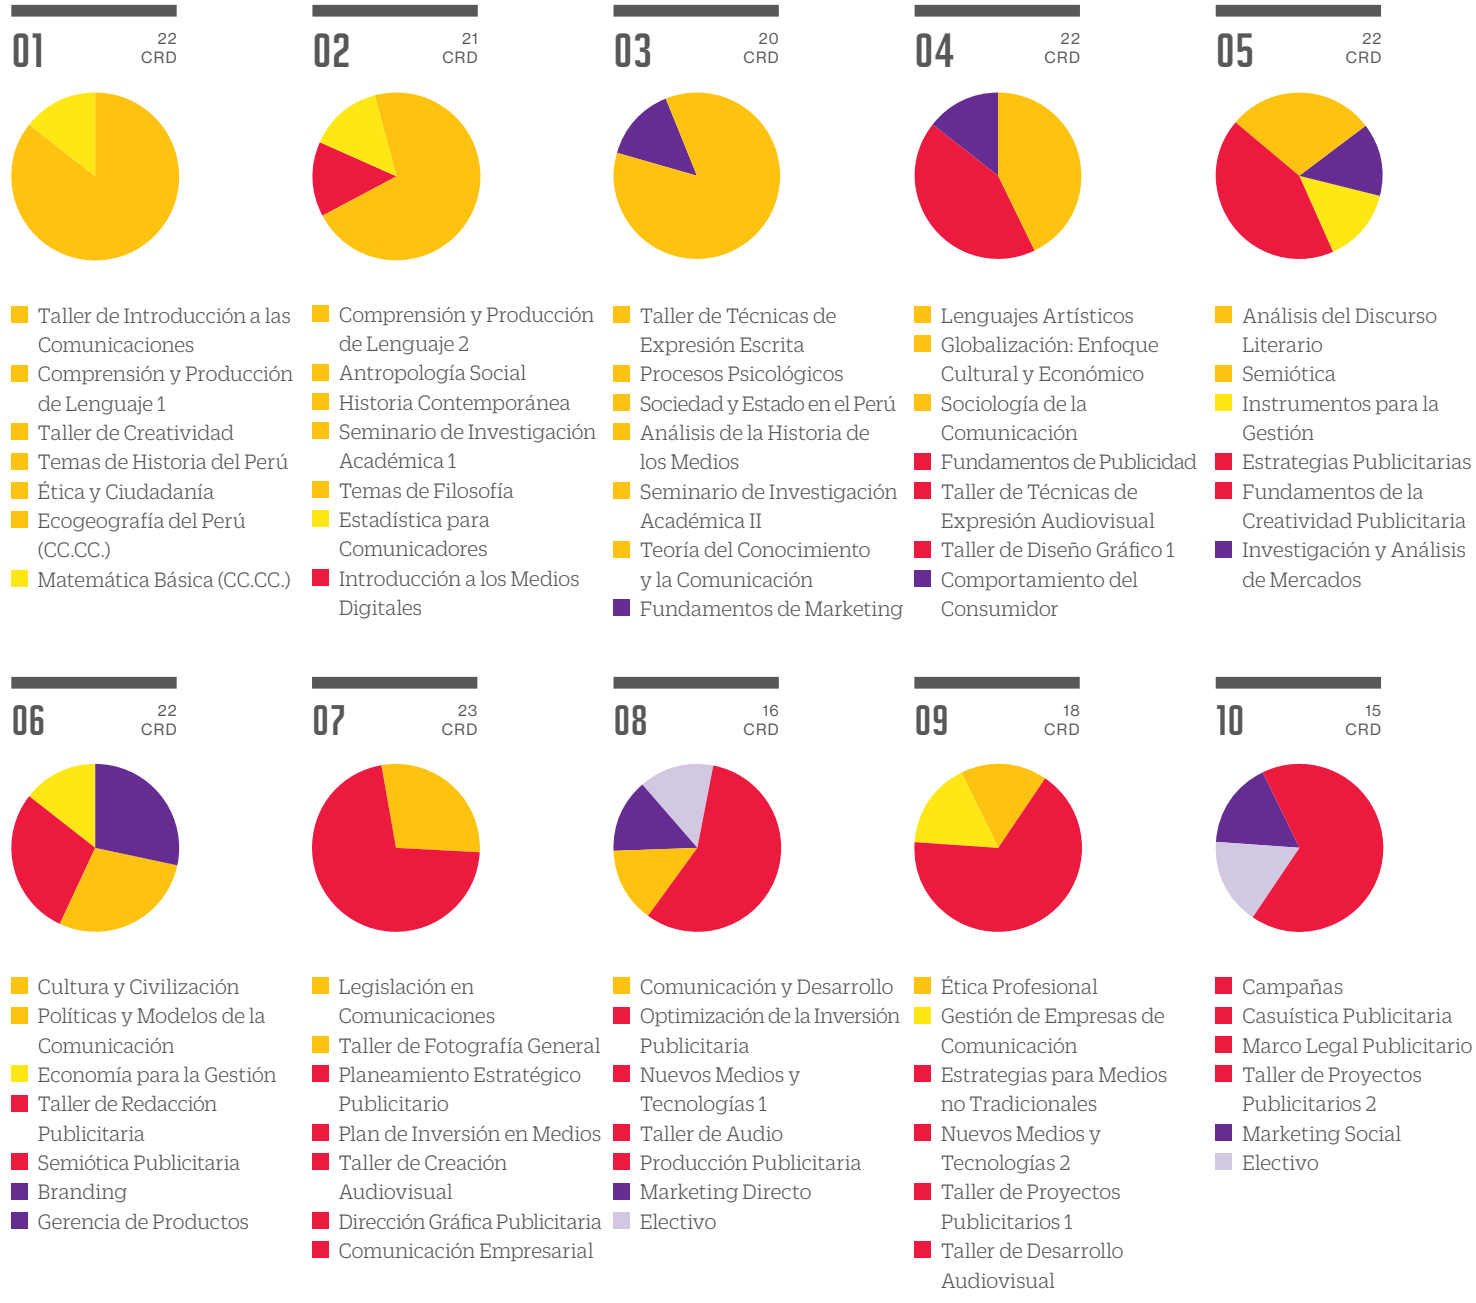 01
22
CRD
Taller de Introducción a las
Comunicaciones
Comprensión y Producción
de Lenguaje 1
Taller de Creatividad
Temas de Historia del Perú
Ética y Ciudadanía
Ecogeografía del Perú
(CC.CC.)
Matemática Básica (CC.CC.)
02
21
CRD
Comprensión y Producción
de Lenguaje 2
Antropología Social
Historia Contemporánea
Seminario de Investigación
Académica 1
Temas de Filosofía
Estadística para
Comunicadores
Introducción a los Medios
Digitales
03
20
CRD
Taller de Técnicas de
Expresión Escrita
Procesos Psicológicos
Sociedad y Estado en el Perú
Análisis de la Historia de
los Medios
Seminario de Investigación
Académica II
Teoría del Conocimiento
y la Comunicación
Fundamentos de Marketing
04
22
CRD
Lenguajes Artísticos
Globalización: Enfoque
Cultural y Económico
Sociología de la
Comunicación
Fundamentos de Publicidad
Taller de Técnicas de
Expresión Audiovisual
Taller de Diseño Gráfico 1
Comportamiento del
Consumidor
05
22
CRD
Análisis del Discurso
Literario
Semiótica
Instrumentos para la
Gestión
Estrategias Publicitarias
Fundamentos de la
Creatividad Publicitaria
Investigación y Análisis
de Mercados
06
22
CRD
Cultura y Civilización
Políticas y Modelos de la
Comunicación
Economía para la Gestión
Taller de Redacción
Publicitaria
Semiótica Publicitaria
Branding
Gerencia de Productos
07
23
CRD
Legislación en
Comunicaciones
Taller de Fotografía General
Planeamiento Estratégico
Publicitario
Plan de Inversión en Medios
Taller de Creación
Audiovisual
Dirección Gráfica Publicitaria
Comunicación Empresarial
08
16
CRD
Comunicación y Desarrollo
Optimización de la Inversión
Publicitaria
Nuevos Medios y
Tecnologías 1
Taller de Audio
Producción Publicitaria
Marketing Directo
Electivo
09
18
CRD
Ética Profesional
Gestión de Empresas de
Comunicación
Estrategias para Medios
no Tradicionales
Nuevos Medios y
Tecnologías 2
Taller de Proyectos
Publicitarios 1
Taller de Desarrollo
Audiovisual
10
15
CRD
Campañas
Casuística Publicitaria
Marco Legal Publicitario
Taller de Proyectos
Publicitarios 2
Marketing Social
Electivo